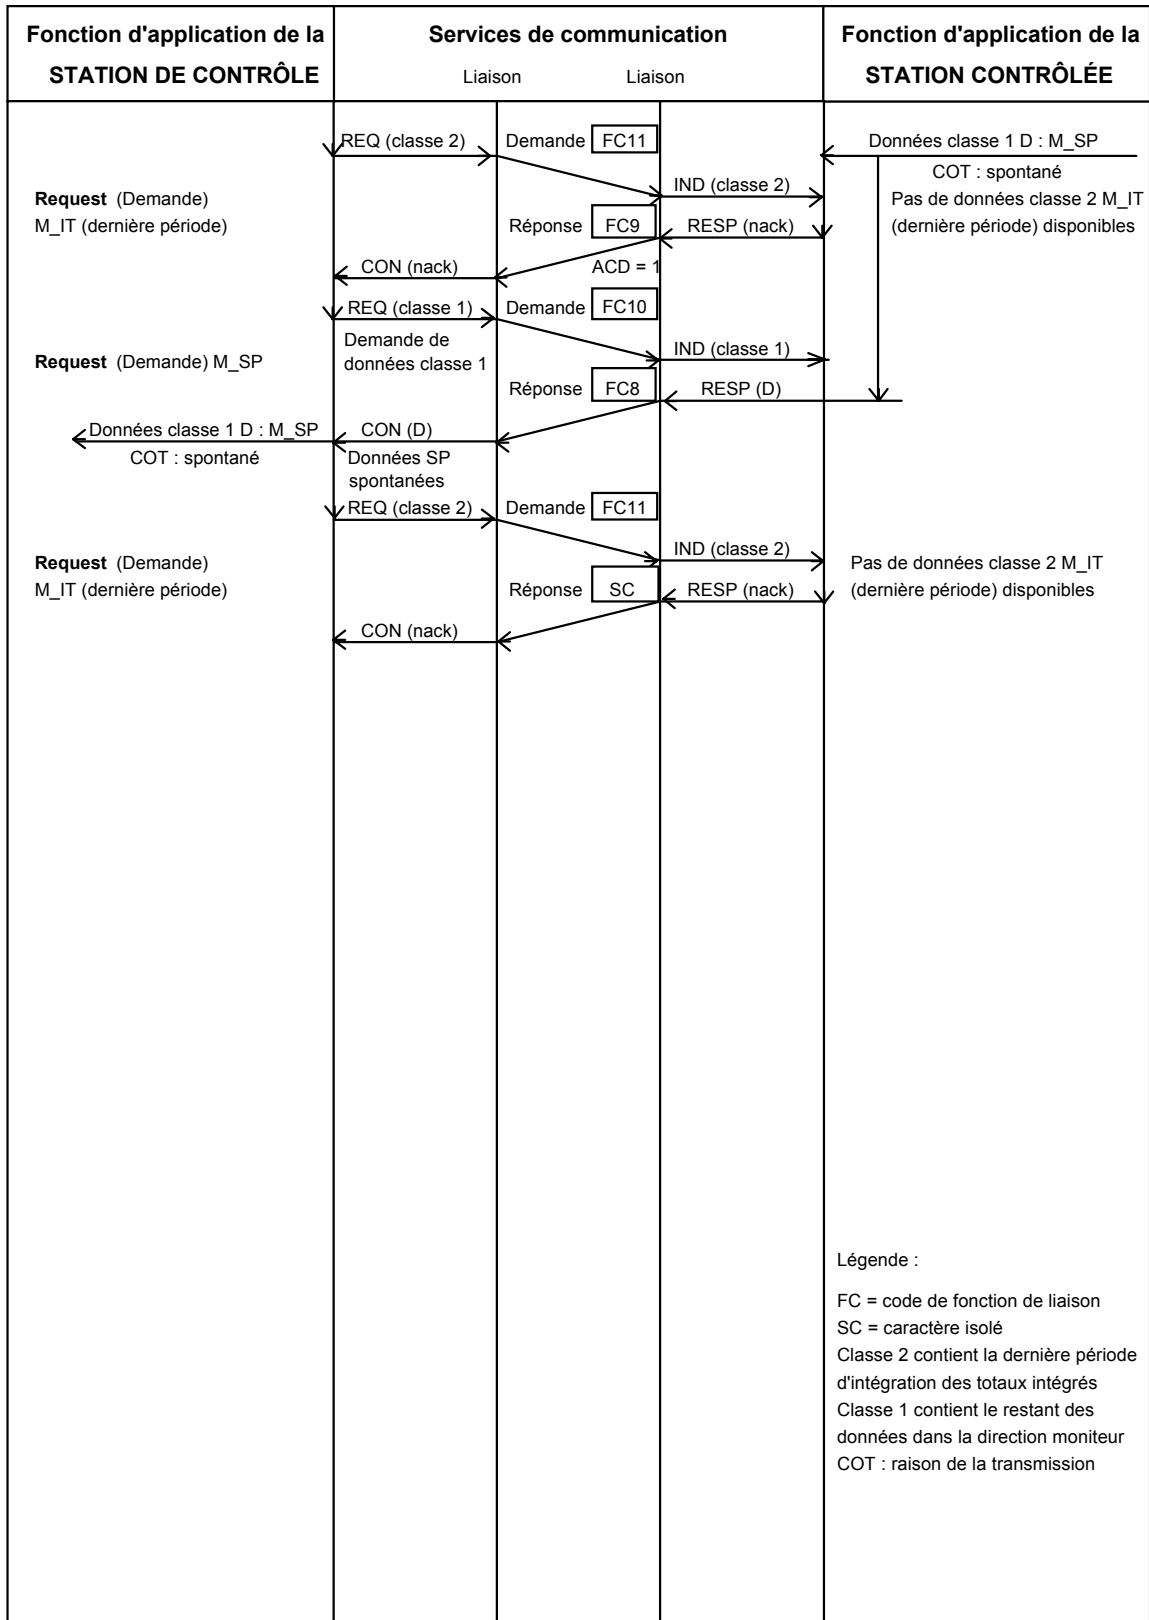 Fonction d'application de la
STATION DE CONTRÔLE
Services de communication
Liaison
Liaison
Fonction d'application de la
STATION CONTRÔLÉE
REQ (classe 2)
Demande
FC11
Données classe 1 D : M_SP
COT : spontané
IND (classe 2)
Request (Demande)
M_IT (dernière période)
Pas de données classe 2 M_IT
(dernière période) disponibles
Réponse
FC9
RESP (nack)
CON (nack)
ACD = 1
REQ (classe 1)
Demande
FC10
Demande de
données classe 1
IND (classe 1)
Request (Demande) M_SP
Réponse
FC8
RESP (D)
Données classe 1 D : M_SP
CON (D)
COT : spontané
Données SP
spontanées
REQ (classe 2)
Demande
FC11
IND (classe 2)
Request (Demande)
M_IT (dernière période)
Pas de données classe 2 M_IT
(dernière période) disponibles
Réponse
SC
RESP (nack)
CON (nack)
Légende :
FC = code de fonction de liaison
SC = caractère isolé
Classe 2 contient la dernière période
d'intégration des totaux intégrés
Classe 1 contient le restant des
données dans la direction moniteur
COT : raison de la transmission